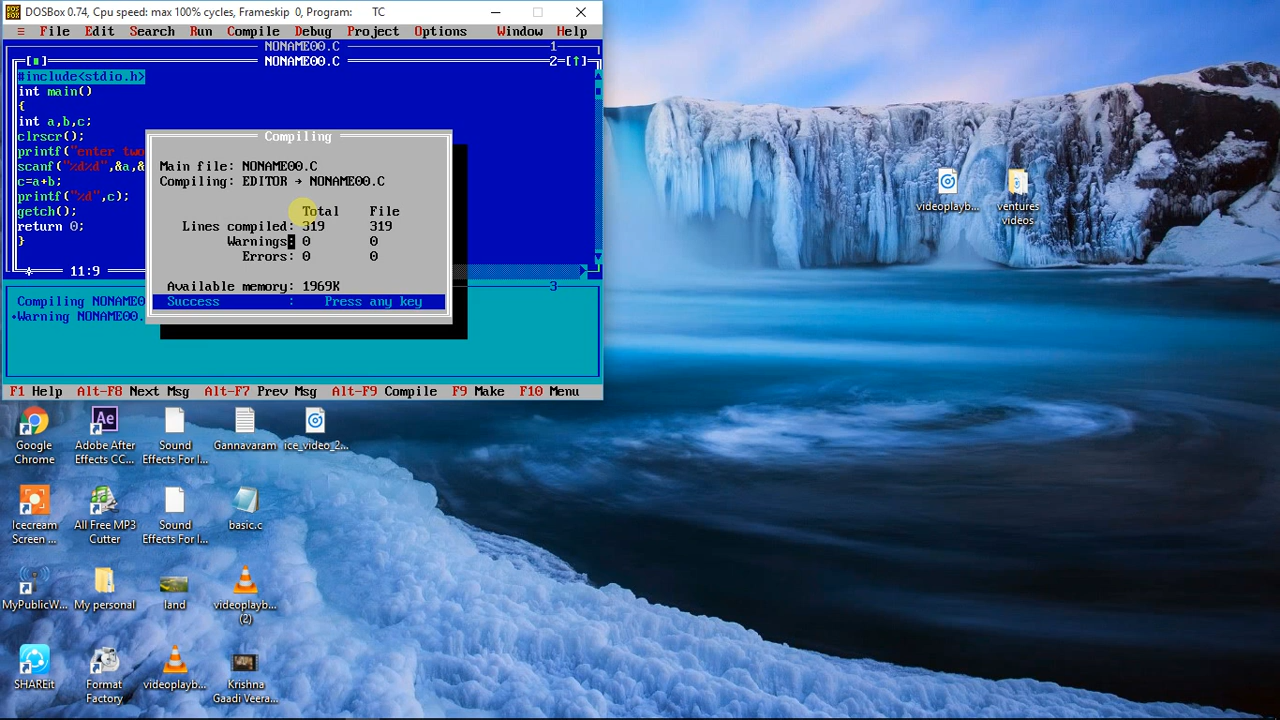 DOSBox 0.74, Cpu speed: max 100% cycles, Frameskip 0, Program: TC
≡ File Edit Search Run Compile Debug Project Options Window Help
NONAME00.C 1
[■] NONAME00.C 2=[↑]
#include<stdio.h>
int main()
{
int a,b,c;
clrscr();
printf("enter two
scanf("%d%d",&a,&
c=a+b;
printf("%d",c);
getch();
return 0;
}
11:9
Compiling
Main file: NONAME00.C
Compiling: EDITOR → NONAME00.C
Total File
Lines compiled: 319 319
Warnings: 0 0
Errors: 0 0
Available memory: 1969K
Success : Press any key
3
Compiling NONAME0
•Warning NONAME00.
F1 Help Alt-F8 Next Msg Alt-F7 Prev Msg Alt-F9 Compile F9 Make F10 Menu
videoplayb...
ventures
videos
Google
Chrome
Ae
Adobe After
Effects CC...
Sound
Effects For I...
Gannavaram
ice_video_2...
Icecream
Screen ...
All Free MP3
Cutter
Sound
Effects For I...
basic.c
MyPublicW...
My personal
land
videoplayb...
(2)
SHAREit
Format
Factory
videoplayb...
Krishna
Gaadi Veera...